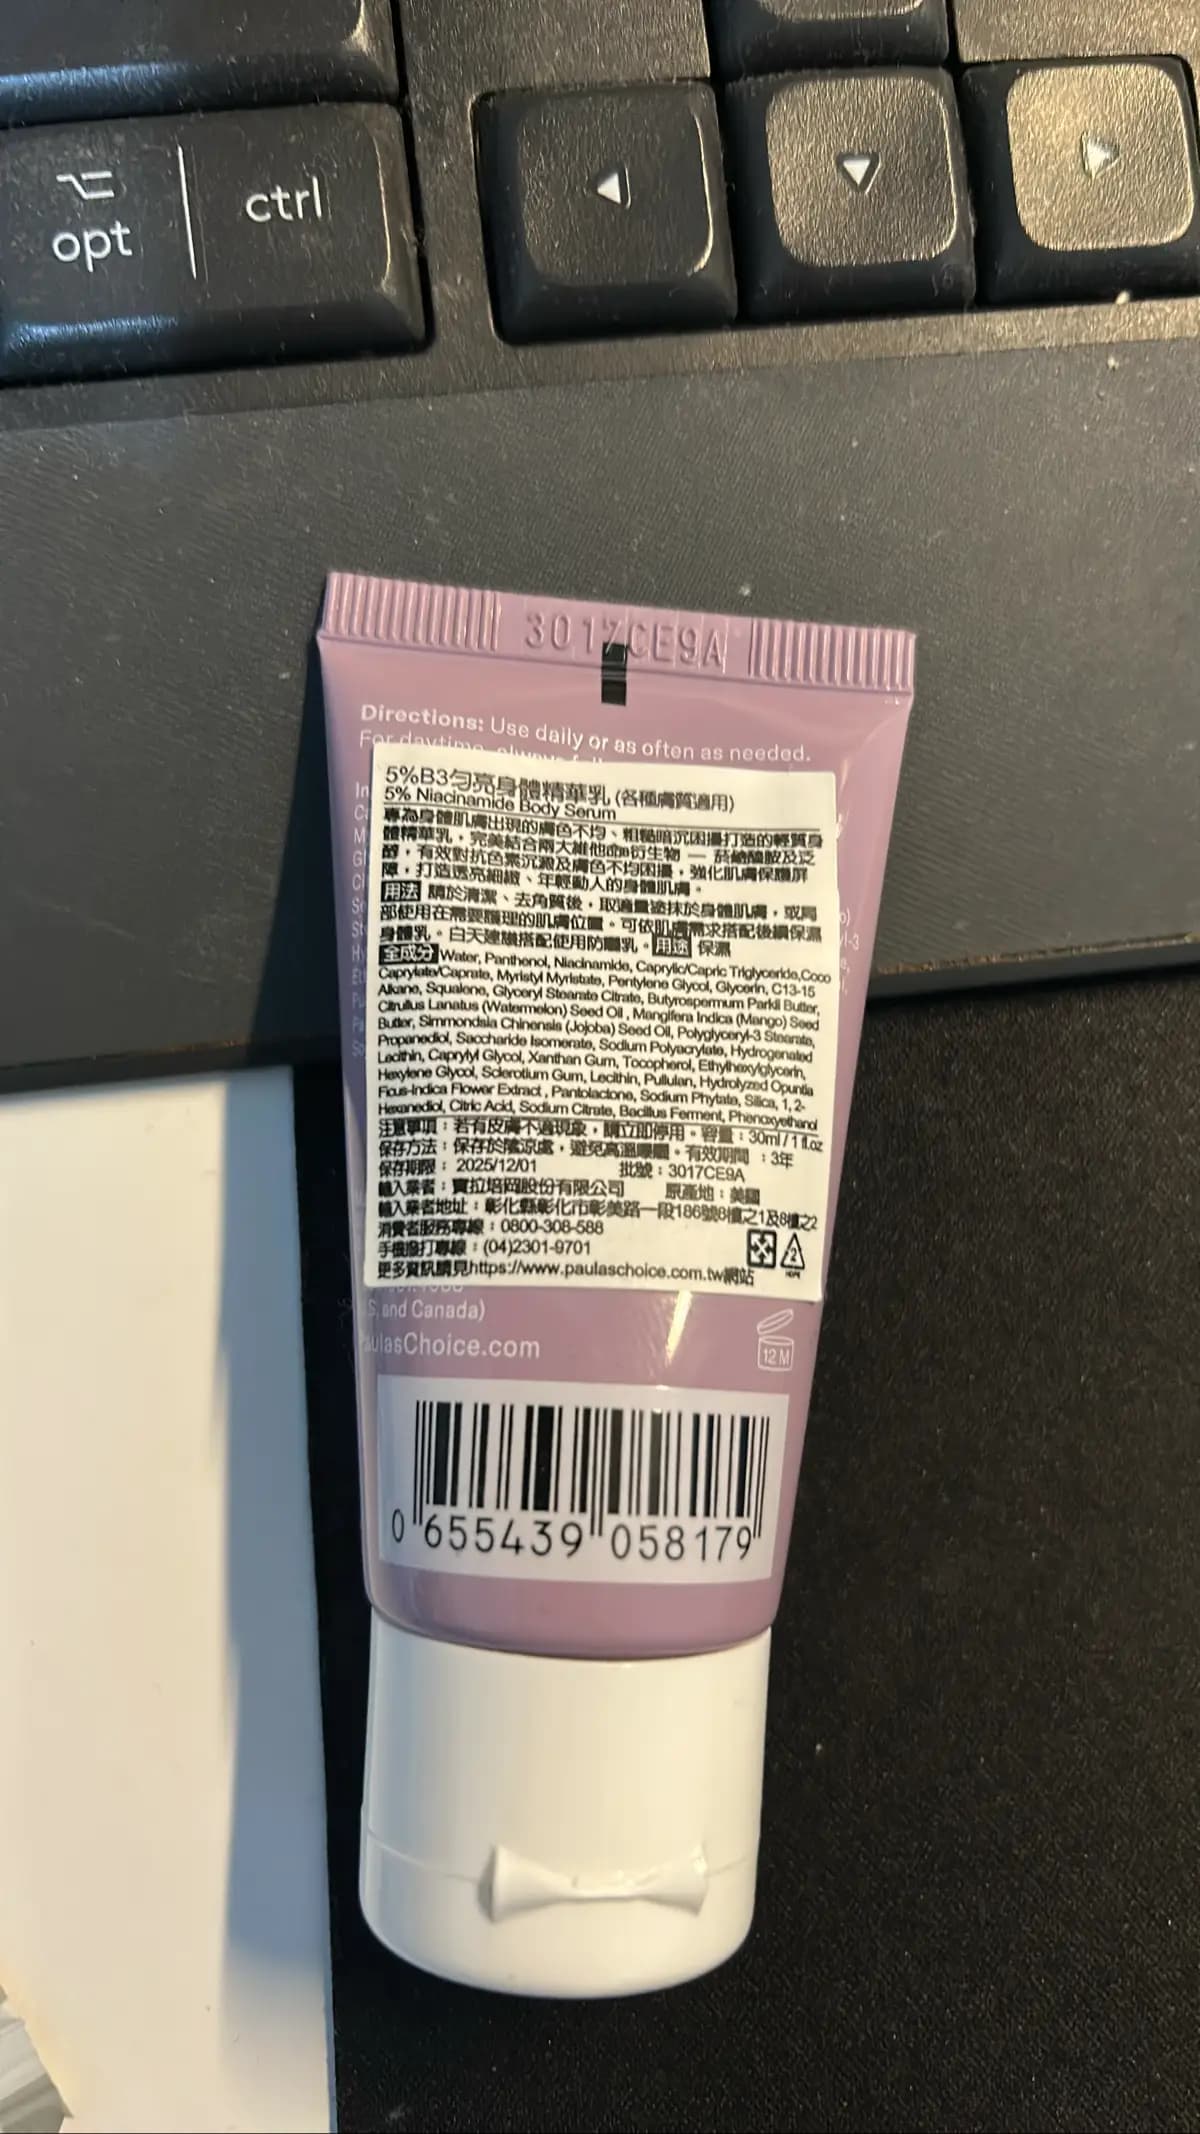 opt
ctrl
3017CE9A
Directions: Use daily or as often as needed.
For daytime, always
5%B3勻亮身體精華乳 (各種膚質適用)
5% Niacinamide Body Serum
專為身體肌膚出現的膚色不均、粗糙暗沉困擾打造的輕質身
體精華乳，完美結合兩大維他命B衍生物 — 菸鹼醯胺及泛
醇，有效對抗色素沉澱及膚色不均困擾，強化肌膚保護屏
障，打造透亮細緻、年輕動人的身體肌膚。
用法 請於清潔、去角質後，取適量塗抹於身體肌膚，或局
部使用在需要護理的肌膚位置。可依肌膚需求搭配後續保濕
身體乳。白天建議搭配使用防曬乳。用途 保濕
全成分 Water, Panthenol, Niacinamide, Caprylic/Capric Triglyceride,Coco
Caprylate/Caprate, Myristyl Myristate, Pentylene Glycol, Glycerin, C13-15
Alkane, Squalane, Glyceryl Stearate Citrate, Butyrospermum Parkii Butter,
Citrullus Lanatus (Watermelon) Seed Oil , Mangifera Indica (Mango) Seed
Butter, Simmondsia Chinensis (Jojoba) Seed Oil, Polyglyceryl-3 Stearate,
Propanediol, Saccharide Isomerate, Sodium Polyacrylate, Hydrogenated
Lecithin, Caprylyl Glycol, Xanthan Gum, Tocopherol, Ethylhexylglycerin,
Hexylene Glycol, Sclerotium Gum, Lecithin, Pullulan, Hydrolyzed Opuntia
Ficus-Indica Flower Extract , Pantolactone, Sodium Phytate, Silica, 1, 2-
Hexanediol, Citric Acid, Sodium Citrate, Bacillus Ferment, Phenoxyethanol
注意事項：若有皮膚不適現象，請立即停用。容量：30ml / 1 fl.oz
保存方法：保存於陰涼處，避免高溫曝曬。有效期間 ：3年
保存期限： 2025/12/01 批號：3017CE9A
輸入業者：寶拉培岡股份有限公司 原產地：美國
輸入業者地址：彰化縣彰化市彰美路一段186號8樓之1及8樓之2
消費者服務專線：0800-308-588
手機撥打專線：(04)2301-9701
更多資訊請見https://www.paulaschoice.com.tw網站
2
HDPE
and Canada)
PaulasChoice.com
12 M
0 655439 058179